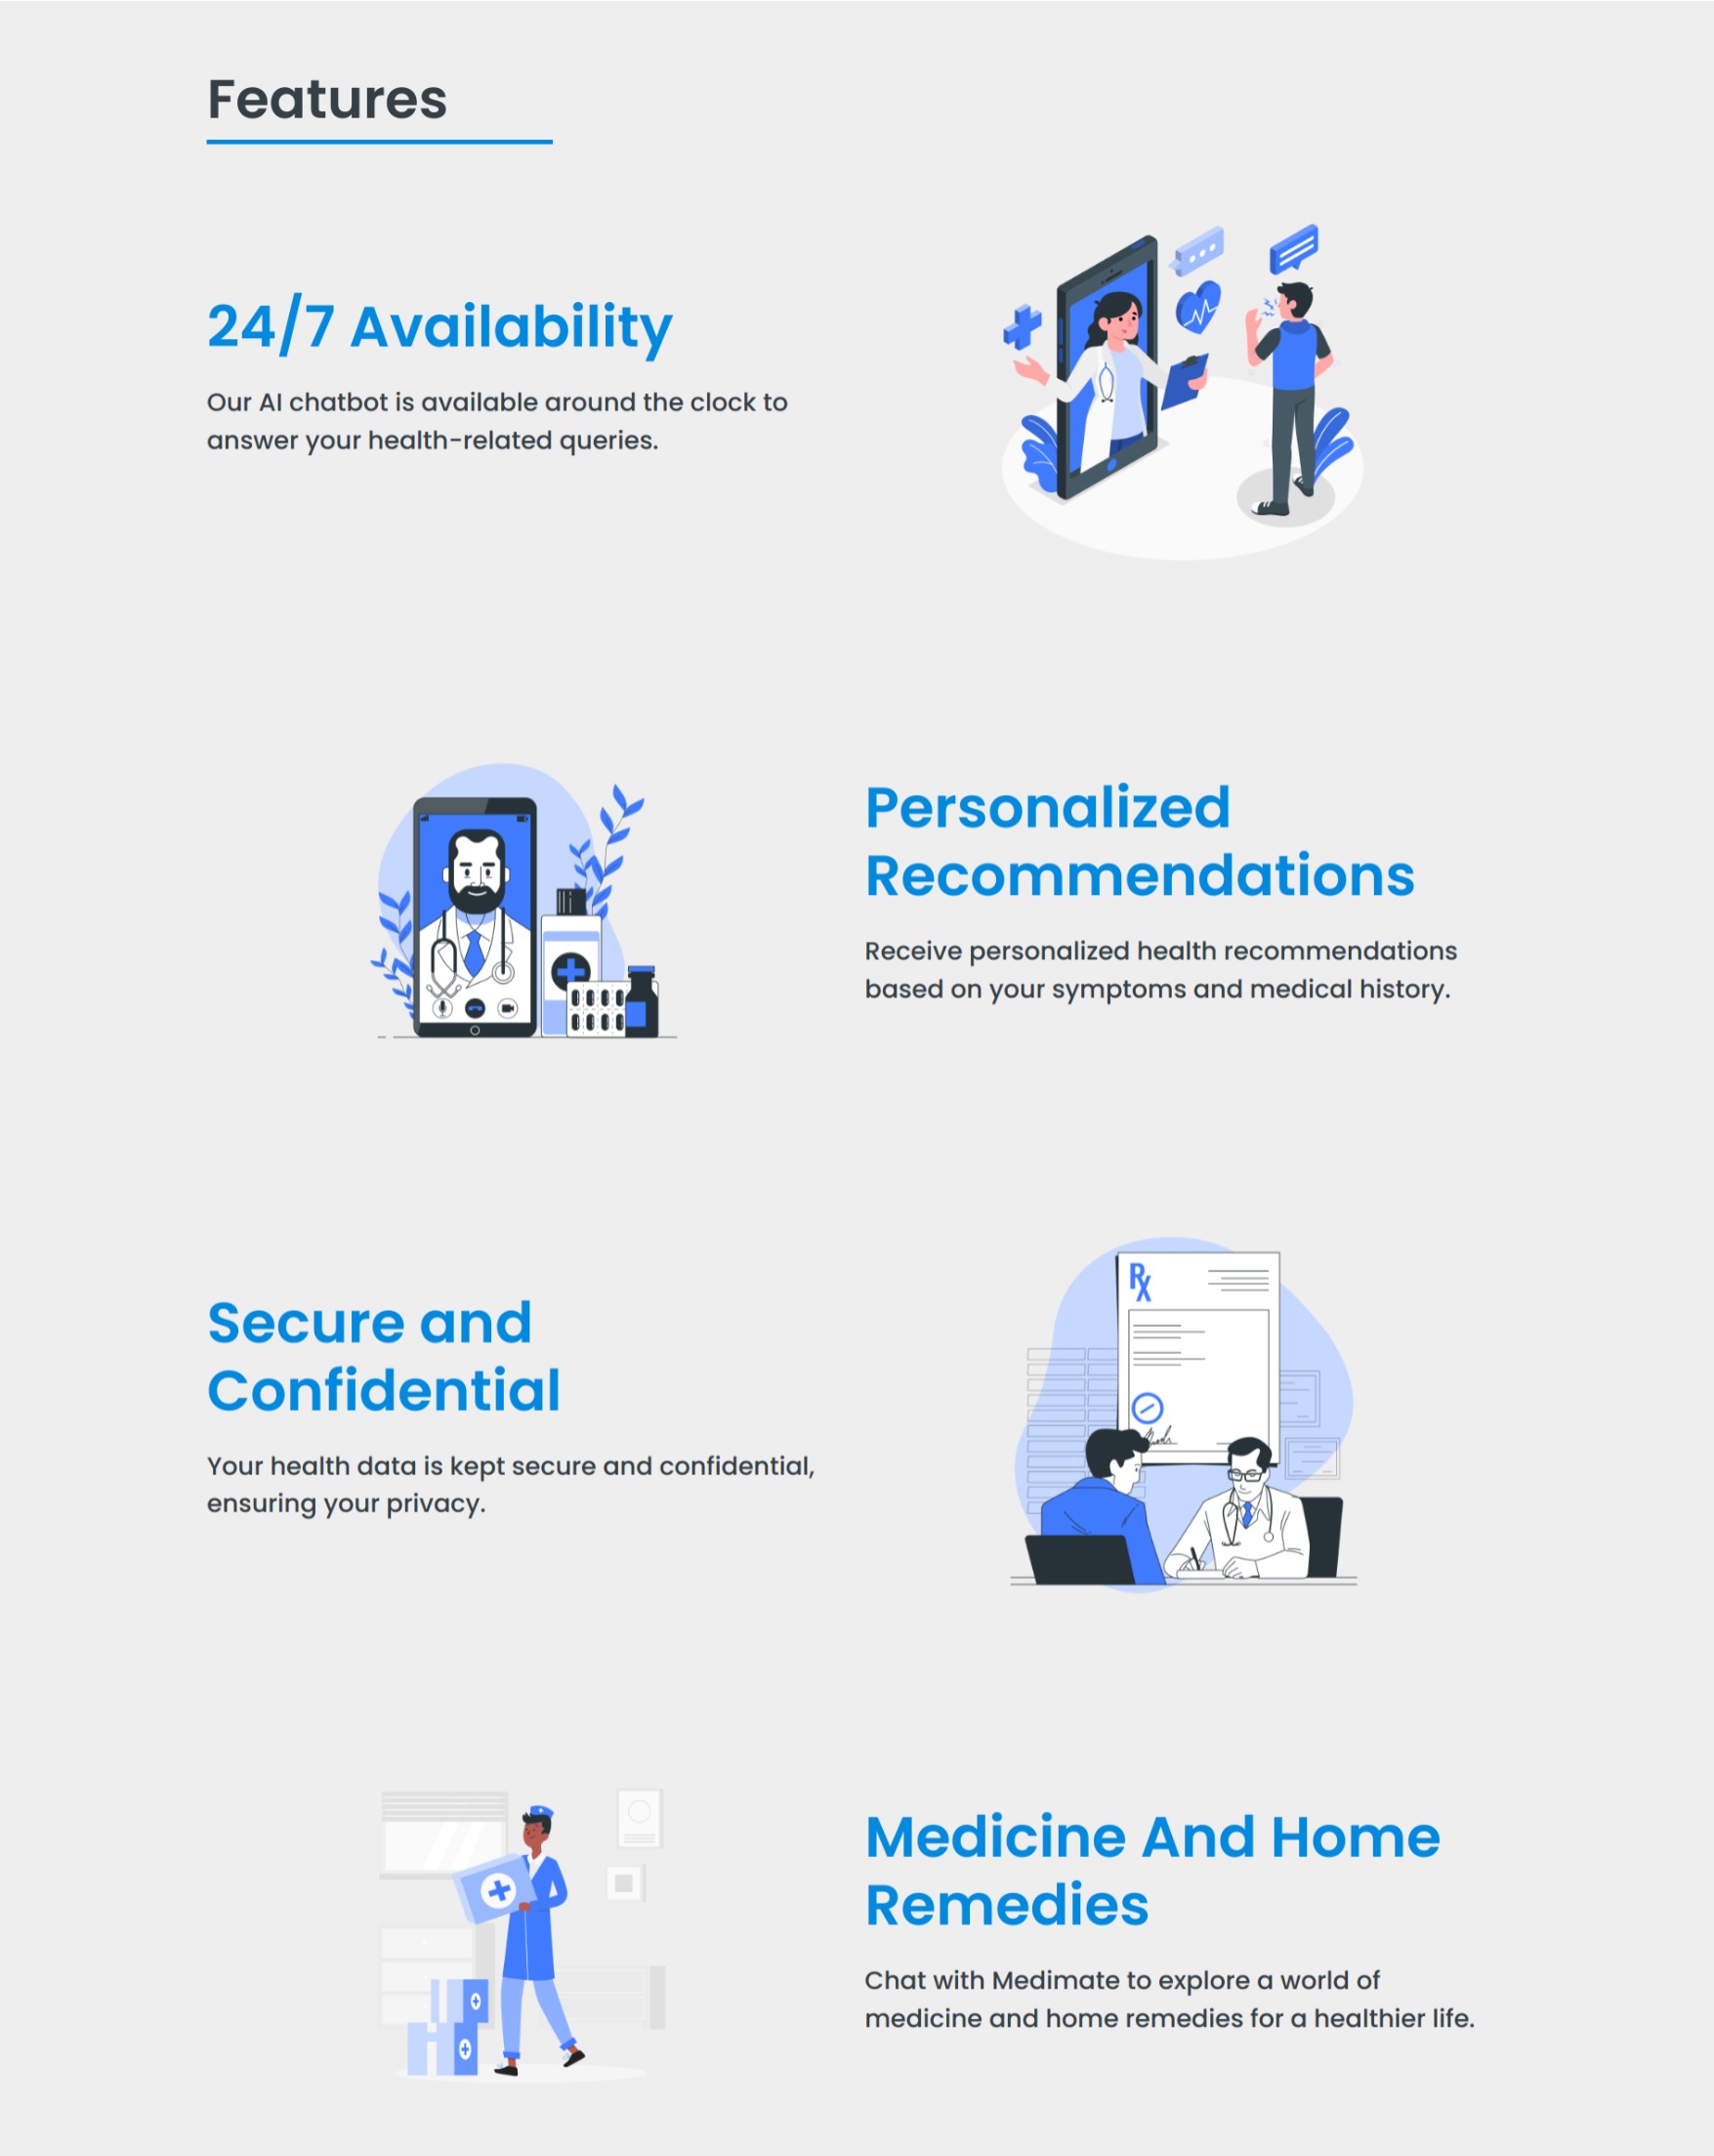 Features
24/7 Availability
Our AI chatbot is available around the clock to
answer your health-related queries.
Personalized
Recommendations
Receive personalized health recommendations
based on your symptoms and medical history.
Rx
Secure and
Confidential
Your health data is kept secure and confidential,
ensuring your privacy.
Medicine And Home
Remedies
Chat with Medimate to explore a world of
medicine and home remedies for a healthier life.